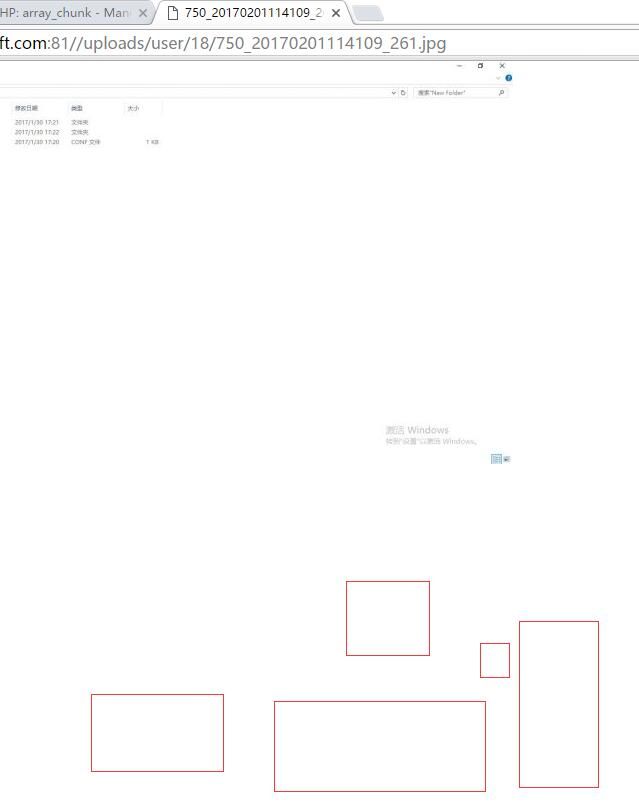 HP: array_chunk - Man
750_20170201114109_2
ft.com:81//uploads/user/18/750_20170201114109_261.jpg
搜索"New Folder"
修改日期 类型 大小
2017/1/30 17:21 文件夹
2017/1/30 17:22 文件夹
2017/1/30 17:20 CONF 文件 1 KB
激活 Windows
转到"设置"以激活 Windows。